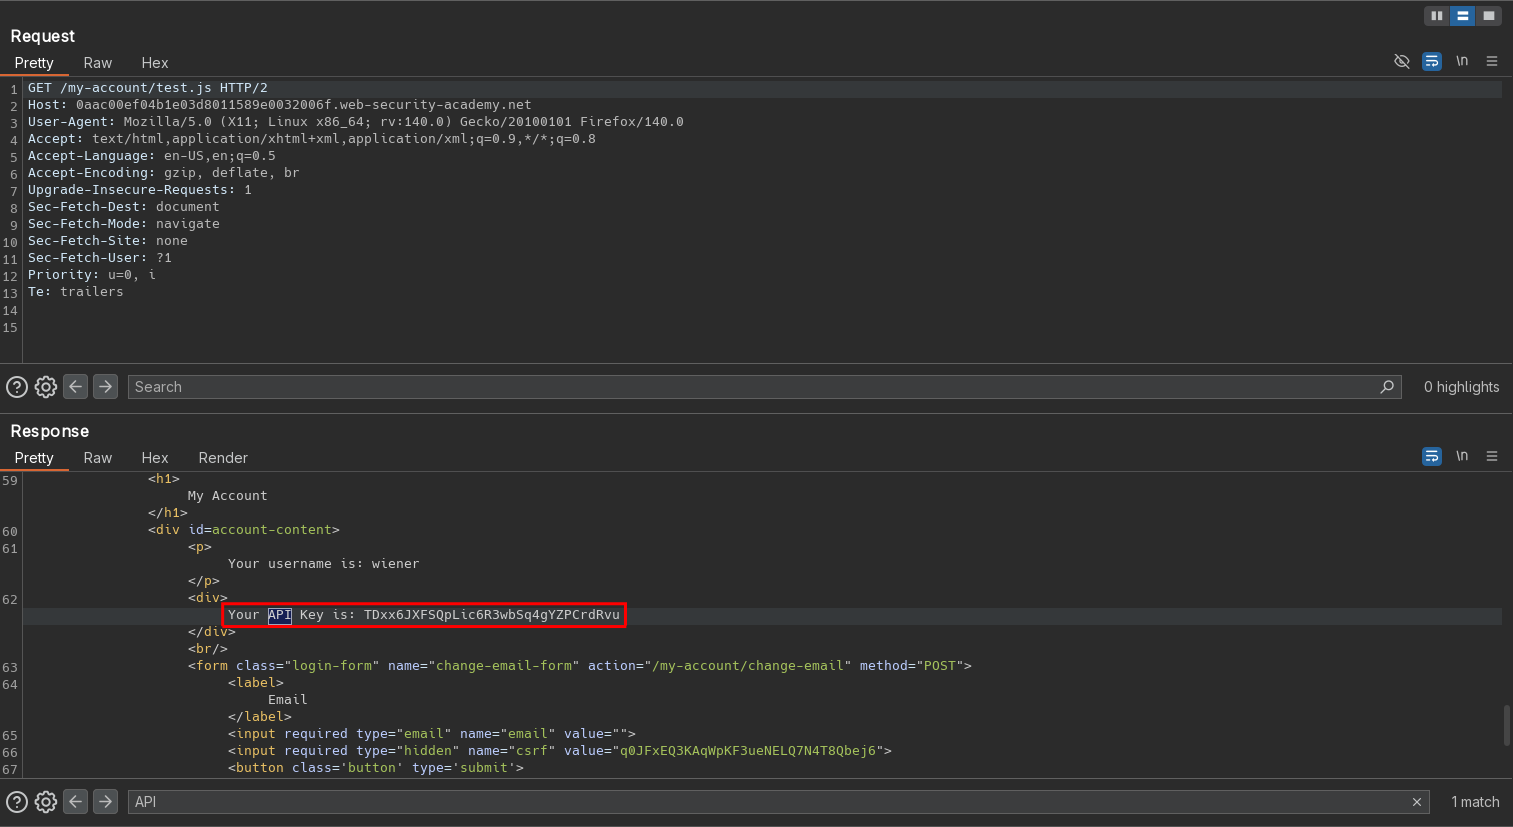 Request
Pretty Raw Hex
\n
1 GET /my-account/test.js HTTP/2
2 Host: 0aac00ef04b1e03d8011589e0032006f.web-security-academy.net
3 User-Agent: Mozilla/5.0 (X11; Linux x86_64; rv:140.0) Gecko/20100101 Firefox/140.0
4 Accept: text/html,application/xhtml+xml,application/xml;q=0.9,*/*;q=0.8
5 Accept-Language: en-US,en;q=0.5
6 Accept-Encoding: gzip, deflate, br
7 Upgrade-Insecure-Requests: 1
8 Sec-Fetch-Dest: document
9 Sec-Fetch-Mode: navigate
10 Sec-Fetch-Site: none
11 Sec-Fetch-User: ?1
12 Priority: u=0, i
13 Te: trailers
14
15
Search 0 highlights
Response
Pretty Raw Hex Render
\n
59 <h1>
My Account
</h1>
60 <div id=account-content>
61 <p>
Your username is: wiener
</p>
62 <div>
Your API Key is: TDxx6JXFSQpLic6R3wbSq4gYZPCrdRvu
</div>
<br/>
63 <form class="login-form" name="change-email-form" action="/my-account/change-email" method="POST">
64 <label>
Email
</label>
65 <input required type="email" name="email" value="">
66 <input required type="hidden" name="csrf" value="q0JFxEQ3KAqWpKF3ueNELQ7N4T8Qbej6">
67 <button class='button' type='submit'>
API 1 match